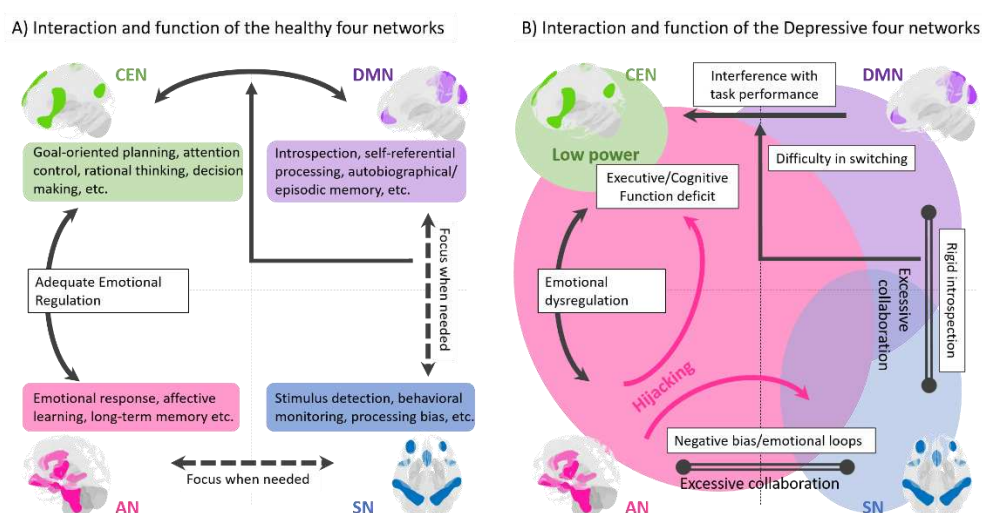 A) Interaction and function of the healthy four networks
CEN
DMN
Goal-oriented planning, attention
control, rational thinking, decision
making, etc.
Introspection, self-referential
processing, autobiographical/
episodic memory, etc.
Adequate Emotional
Regulation
Focus when needed
Emotional response, affective
learning, long-term memory etc.
Stimulus detection, behavioral
monitoring, processing bias, etc.
Focus when needed
AN
SN
B) Interaction and function of the Depressive four networks
CEN
Interference with
task performance
DMN
Low power
Difficulty in switching
Executive/Cognitive
Function deficit
Emotional
dysregulation
Excessive
collaboration
Rigid introspection
Hijacking
Negative bias/emotional loops
Excessive collaboration
AN
SN